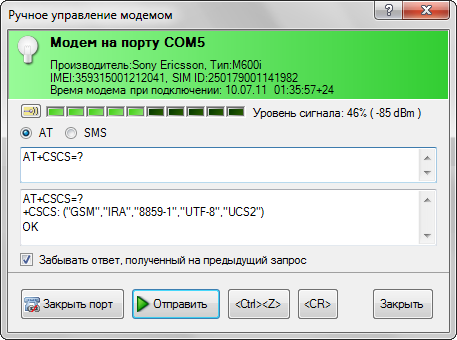 Ручное управление модемом
Модем на порту COM5
Производитель:Sony Ericsson, Тип:M600i
IMEI:359315001212041, SIM ID:250179001141982
Время модема при подключении: 10.07.11 01:35:57+24
Уровень сигнала: 46% ( -85 dBm )
AT SMS
AT+CSCS=?
AT+CSCS=?
+CSCS: ("GSM","IRA","8859-1","UTF-8","UCS2")
OK
Забывать ответ, полученный на предыдущий запрос
Закрыть порт Отправить <Ctrl><Z> <CR> Закрыть